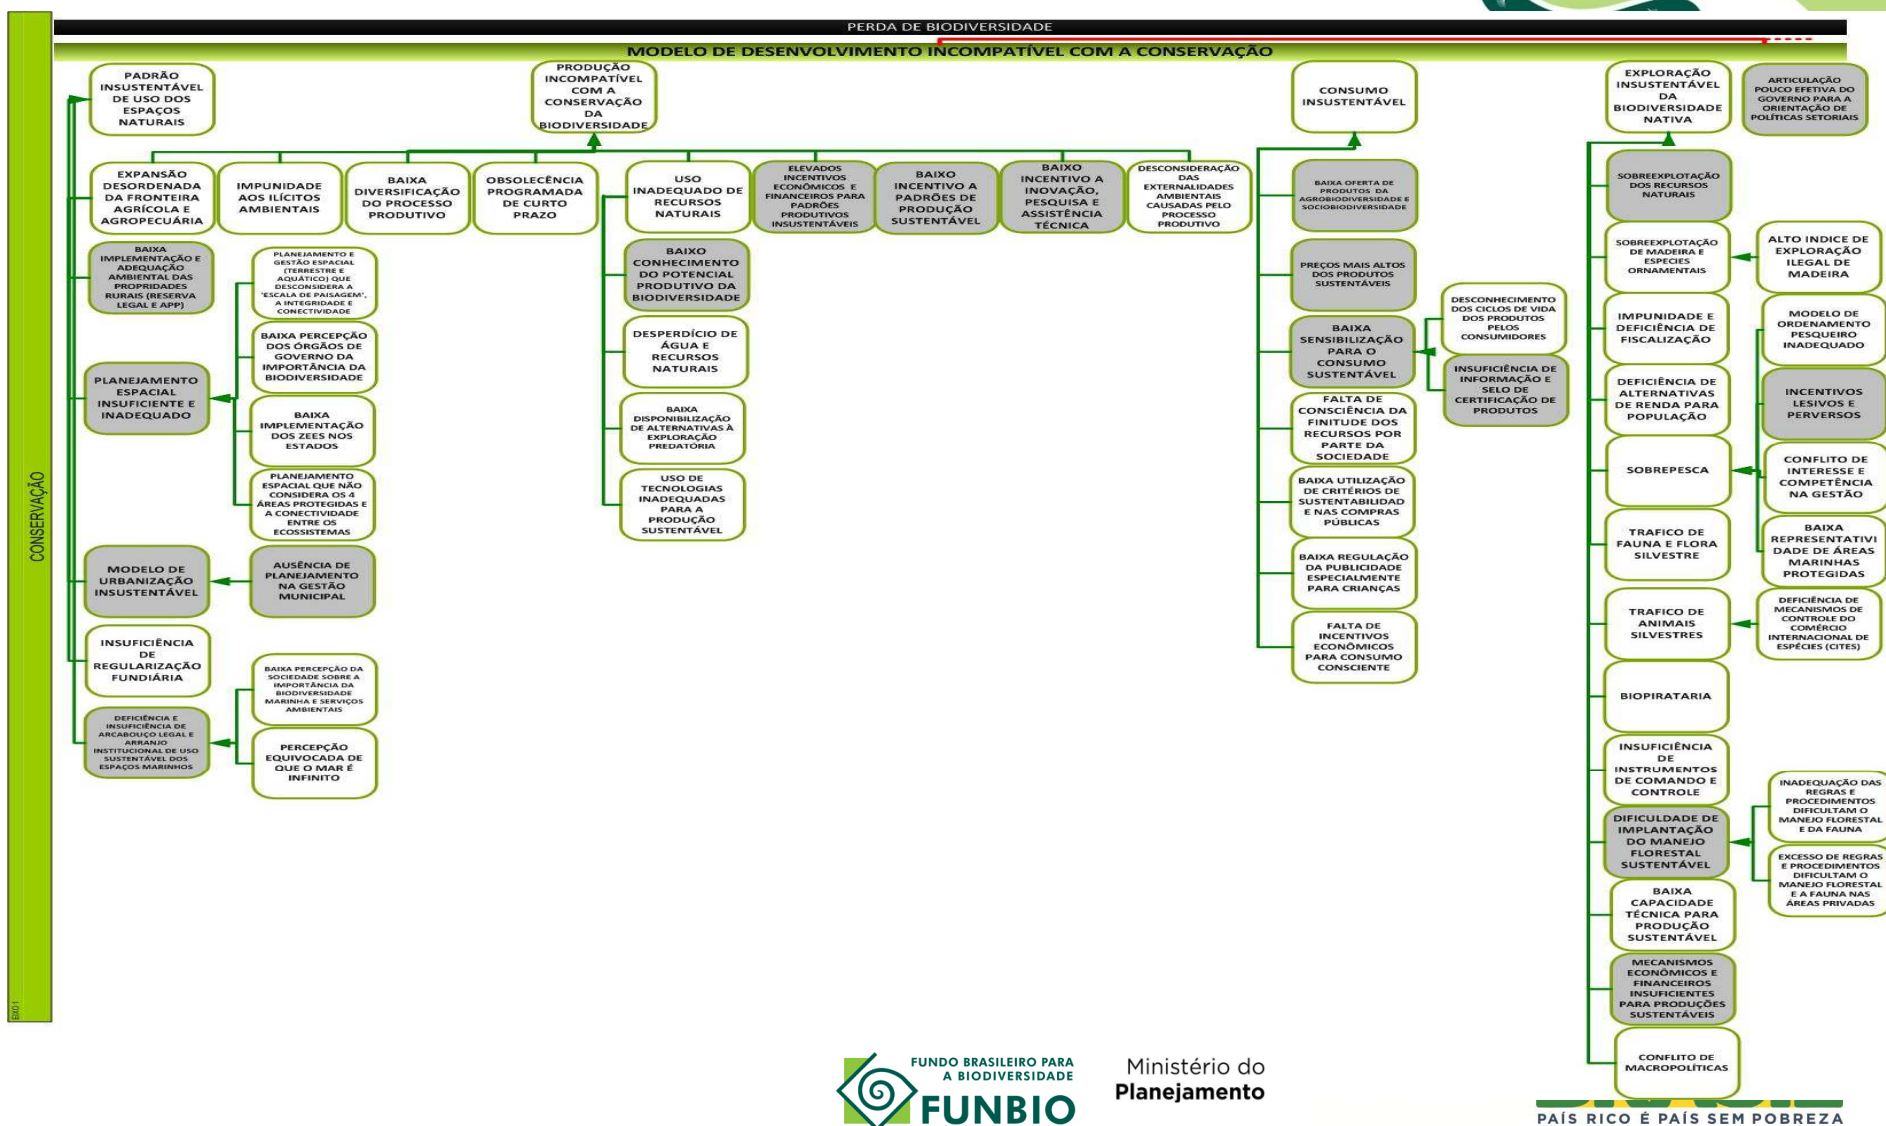 PERDA DE BIODIVERSIDADE
MODELO DE DESENVOLVIMENTO INCOMPATÍVEL COM A CONSERVAÇÃO
CONSERVAÇÃO
PADRÃO
INSUSTENTÁVEL
DE USO DOS
ESPAÇOS
NATURAIS
EXPANSÃO
DESORDENADA
DA FRONTEIRA
AGRÍCOLA E
AGROPECUÁRIA
BAIXA
IMPLEMENTAÇÃO E
ADEQUAÇÃO
AMBIENTAL DAS
PROPRIDADES
RURAIS (RESERVA
LEGAL E APP)
PLANEJAMENTO
ESPACIAL
INSUFICIENTE E
INADEQUADO
PLANEJAMENTO E
GESTÃO ESPACIAL
(TERRESTRE E
AQUÁTICO) QUE
DESCONSIDERA A
'ESCALA DE PAISAGEM',
A INTEGRIDADE E
CONECTIVIDADE
BAIXA PERCEPÇÃO
DOS ÓRGÃOS DE
GOVERNO DA
IMPORTÂNCIA DA
BIODIVERSIDADE
BAIXA
IMPLEMENTAÇÃO
DOS ZEES NOS
ESTADOS
PLANEJAMENTO
ESPACIAL QUE NÃO
CONSIDERA OS 4
ÁREAS PROTEGIDAS E
A CONECTIVIDADE
ENTRE OS
ECOSSISTEMAS
MODELO DE
URBANIZAÇÃO
INSUSTENTÁVEL
AUSÊNCIA DE
PLANEJAMENTO
NA GESTÃO
MUNICIPAL
INSUFICIÊNCIA
DE
REGULARIZAÇÃO
FUNDIÁRIA
DEFICIÊNCIA E
INSUFICIÊNCIA DE
ARCABOUÇO LEGAL E
ARRANJO
INSTITUCIONAL DE USO
SUSTENTÁVEL DOS
ESPAÇOS MARINHOS
BAIXA PERCEPÇÃO DA
SOCIEDADE SOBRE A
IMPORTÂNCIA DA
BIODIVERSIDADE
MARINHA E SERVIÇOS
AMBIENTAIS
PERCEPÇÃO
EQUIVOCADA DE
QUE O MAR É
INFINITO
PRODUÇÃO
INCOMPATÍVEL
COM A
CONSERVAÇÃO
DA
BIODIVERSIDADE
IMPUNIDADE
AOS ILÍCITOS
AMBIENTAIS
BAIXA
DIVERSIFICAÇÃO
DO PROCESSO
PRODUTIVO
OBSOLECÊNCIA
PROGRAMADA
DE CURTO
PRAZO
USO
INADEQUADO DE
RECURSOS
NATURAIS
ELEVADOS
INCENTIVOS
ECONÔMICOS E
FINANCEIROS PARA
PADRÕES
PRODUTIVOS
INSUSTENTÁVEIS
BAIXO
INCENTIVO A
PADRÕES DE
PRODUÇÃO
SUSTENTÁVEL
BAIXO
INCENTIVO A
INOVAÇÃO,
PESQUISA E
ASSISTÊNCIA
TÉCNICA
DESCONSIDERAÇÃO
DAS
EXTERNALIDADES
AMBIENTAIS
CAUSADAS PELO
PROCESSO
PRODUTIVO
BAIXO
CONHECIMENTO
DO POTENCIAL
PRODUTIVO DA
BIODIVERSIDADE
DESPERDÍCIO DE
ÁGUA E
RECURSOS
NATURAIS
BAIXA
DISPONIBILIZAÇÃO
DE ALTERNATIVAS À
EXPLORAÇÃO
PREDATÓRIA
USO DE
TECNOLOGIAS
INADEQUADAS
PARA A
PRODUÇÃO
SUSTENTÁVEL
CONSUMO
INSUSTENTÁVEL
BAIXA OFERTA DE
PRODUTOS DA
AGROBIODIVERSIDADE E
SOCIOBIODIVERSIDADE
PREÇOS MAIS ALTOS
DOS PRODUTOS
SUSTENTÁVEIS
BAIXA
SENSIBILIZAÇÃO
PARA O
CONSUMO
SUSTENTÁVEL
DESCONHECIMENTO
DOS CICLOS DE VIDA
DOS PRODUTOS
PELOS
CONSUMIDORES
INSUFICIÊNCIA DE
INFORMAÇÃO E
SELO DE
CERTIFICAÇÃO DE
PRODUTOS
FALTA DE
CONSCIÊNCIA DA
FINITUDE DOS
RECURSOS POR
PARTE DA
SOCIEDADE
BAIXA UTILIZAÇÃO
DE CRITÉRIOS DE
SUSTENTABILIDAD
E NAS COMPRAS
PÚBLICAS
BAIXA REGULAÇÃO
DA PUBLICIDADE
ESPECIALMENTE
PARA CRIANÇAS
FALTA DE
INCENTIVOS
ECONÔMICOS
PARA CONSUMO
CONSCIENTE
EXPLORAÇÃO
INSUSTENTÁVEL
DA
BIODIVERSIDADE
NATIVA
ARTICULAÇÃO
POUCO EFETIVA DO
GOVERNO PARA A
ORIENTAÇÃO DE
POLÍTICAS SETORIAIS
SOBREEXPLOTAÇÃO
DOS RECURSOS
NATURAIS
SOBREEXPLOTAÇÃO
DE MADEIRA E
ESPECIES
ORNAMENTAIS
ALTO INDICE DE
EXPLORAÇÃO
ILEGAL DE
MADEIRA
IMPUNIDADE E
DEFICIÊNCIA DE
FISCALIZAÇÃO
DEFICIÊNCIA DE
ALTERNATIVAS
DE RENDA PARA
POPULAÇÃO
SOBREPESCA
MODELO DE
ORDENAMENTO
PESQUEIRO
INADEQUADO
INCENTIVOS
LESIVOS E
PERVERSOS
CONFLITO DE
INTERESSE E
COMPETÊNCIA
NA GESTÃO
BAIXA
REPRESENTATIVI
DADE DE ÁREAS
MARINHAS
PROTEGIDAS
TRAFICO DE
FAUNA E FLORA
SILVESTRE
TRAFICO DE
ANIMAIS
SILVESTRES
DEFICIÊNCIA DE
MECANISMOS DE
CONTROLE DO
COMÉRCIO
INTERNACIONAL DE
ESPÉCIES (CITES)
BIOPIRATARIA
INSUFICIÊNCIA
DE
INSTRUMENTOS
DE COMANDO E
CONTROLE
DIFICULDADE DE
IMPLANTAÇÃO
DO MANEJO
FLORESTAL
SUSTENTÁVEL
INADEQUAÇÃO DAS
REGRAS E
PROCEDIMENTOS
DIFICULTAM O
MANEJO FLORESTAL
E DA FAUNA
EXCESSO DE REGRAS
E PROCEDIMENTOS
DIFICULTAM O
MANEJO FLORESTAL
E A FAUNA NAS
ÁREAS PRIVADAS
BAIXA
CAPACIDADE
TÉCNICA PARA
PRODUÇÃO
SUSTENTÁVEL
MECANISMOS
ECONÔMICOS E
FINANCEIROS
INSUFICIENTES
PARA PRODUÇÕES
SUSTENTÁVEIS
CONFLITO DE
MACROPOLÍTICAS
FUNDO BRASILEIRO PARA
A BIODIVERSIDADE
FUNBIO
Ministério do
Planejamento
PAÍS RICO É PAÍS SEM POBREZA